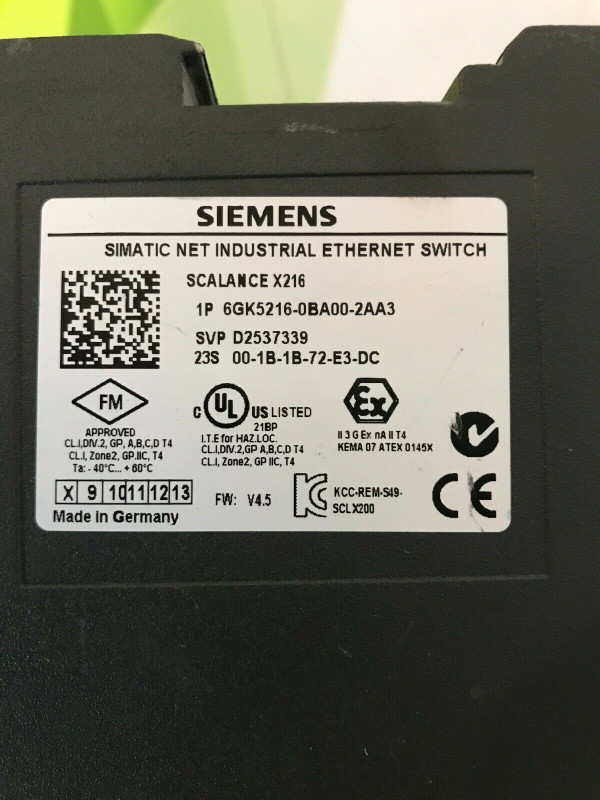 SIEMENS
SIMATIC NET INDUSTRIAL ETHERNET SWITCH
SCALANCE X216
1P 6GK5216-0BA00-2AA3
SVP D2537339
23S 00-1B-1B-72-E3-DC
FM
APPROVED
CL.I,DIV.2, GP, A,B,C,D T4
CL.I, Zone2, GP.IIC, T4
Ta: - 40°C... + 60°C
C UL US LISTED
21BP
I.T.E for HAZ.LOC.
CL.I,DIV.2,GP A,B,C,D T4
CL.I, Zone2, GP IIC, T4
Ex
II 3 G Ex nA II T4
KEMA 07 ATEX 0145X
X 9 10 11 12 13
FW: V4.5
KCC-REM-S49-
SCLX200
CE
Made in Germany